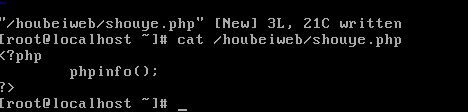 "/houbeiweb/shouye.php" [New] 3L, 21C written
[root@localhost ~]# cat /houbeiweb/shouye.php
<?php
        phpinfo();
?>
[root@localhost ~]# _